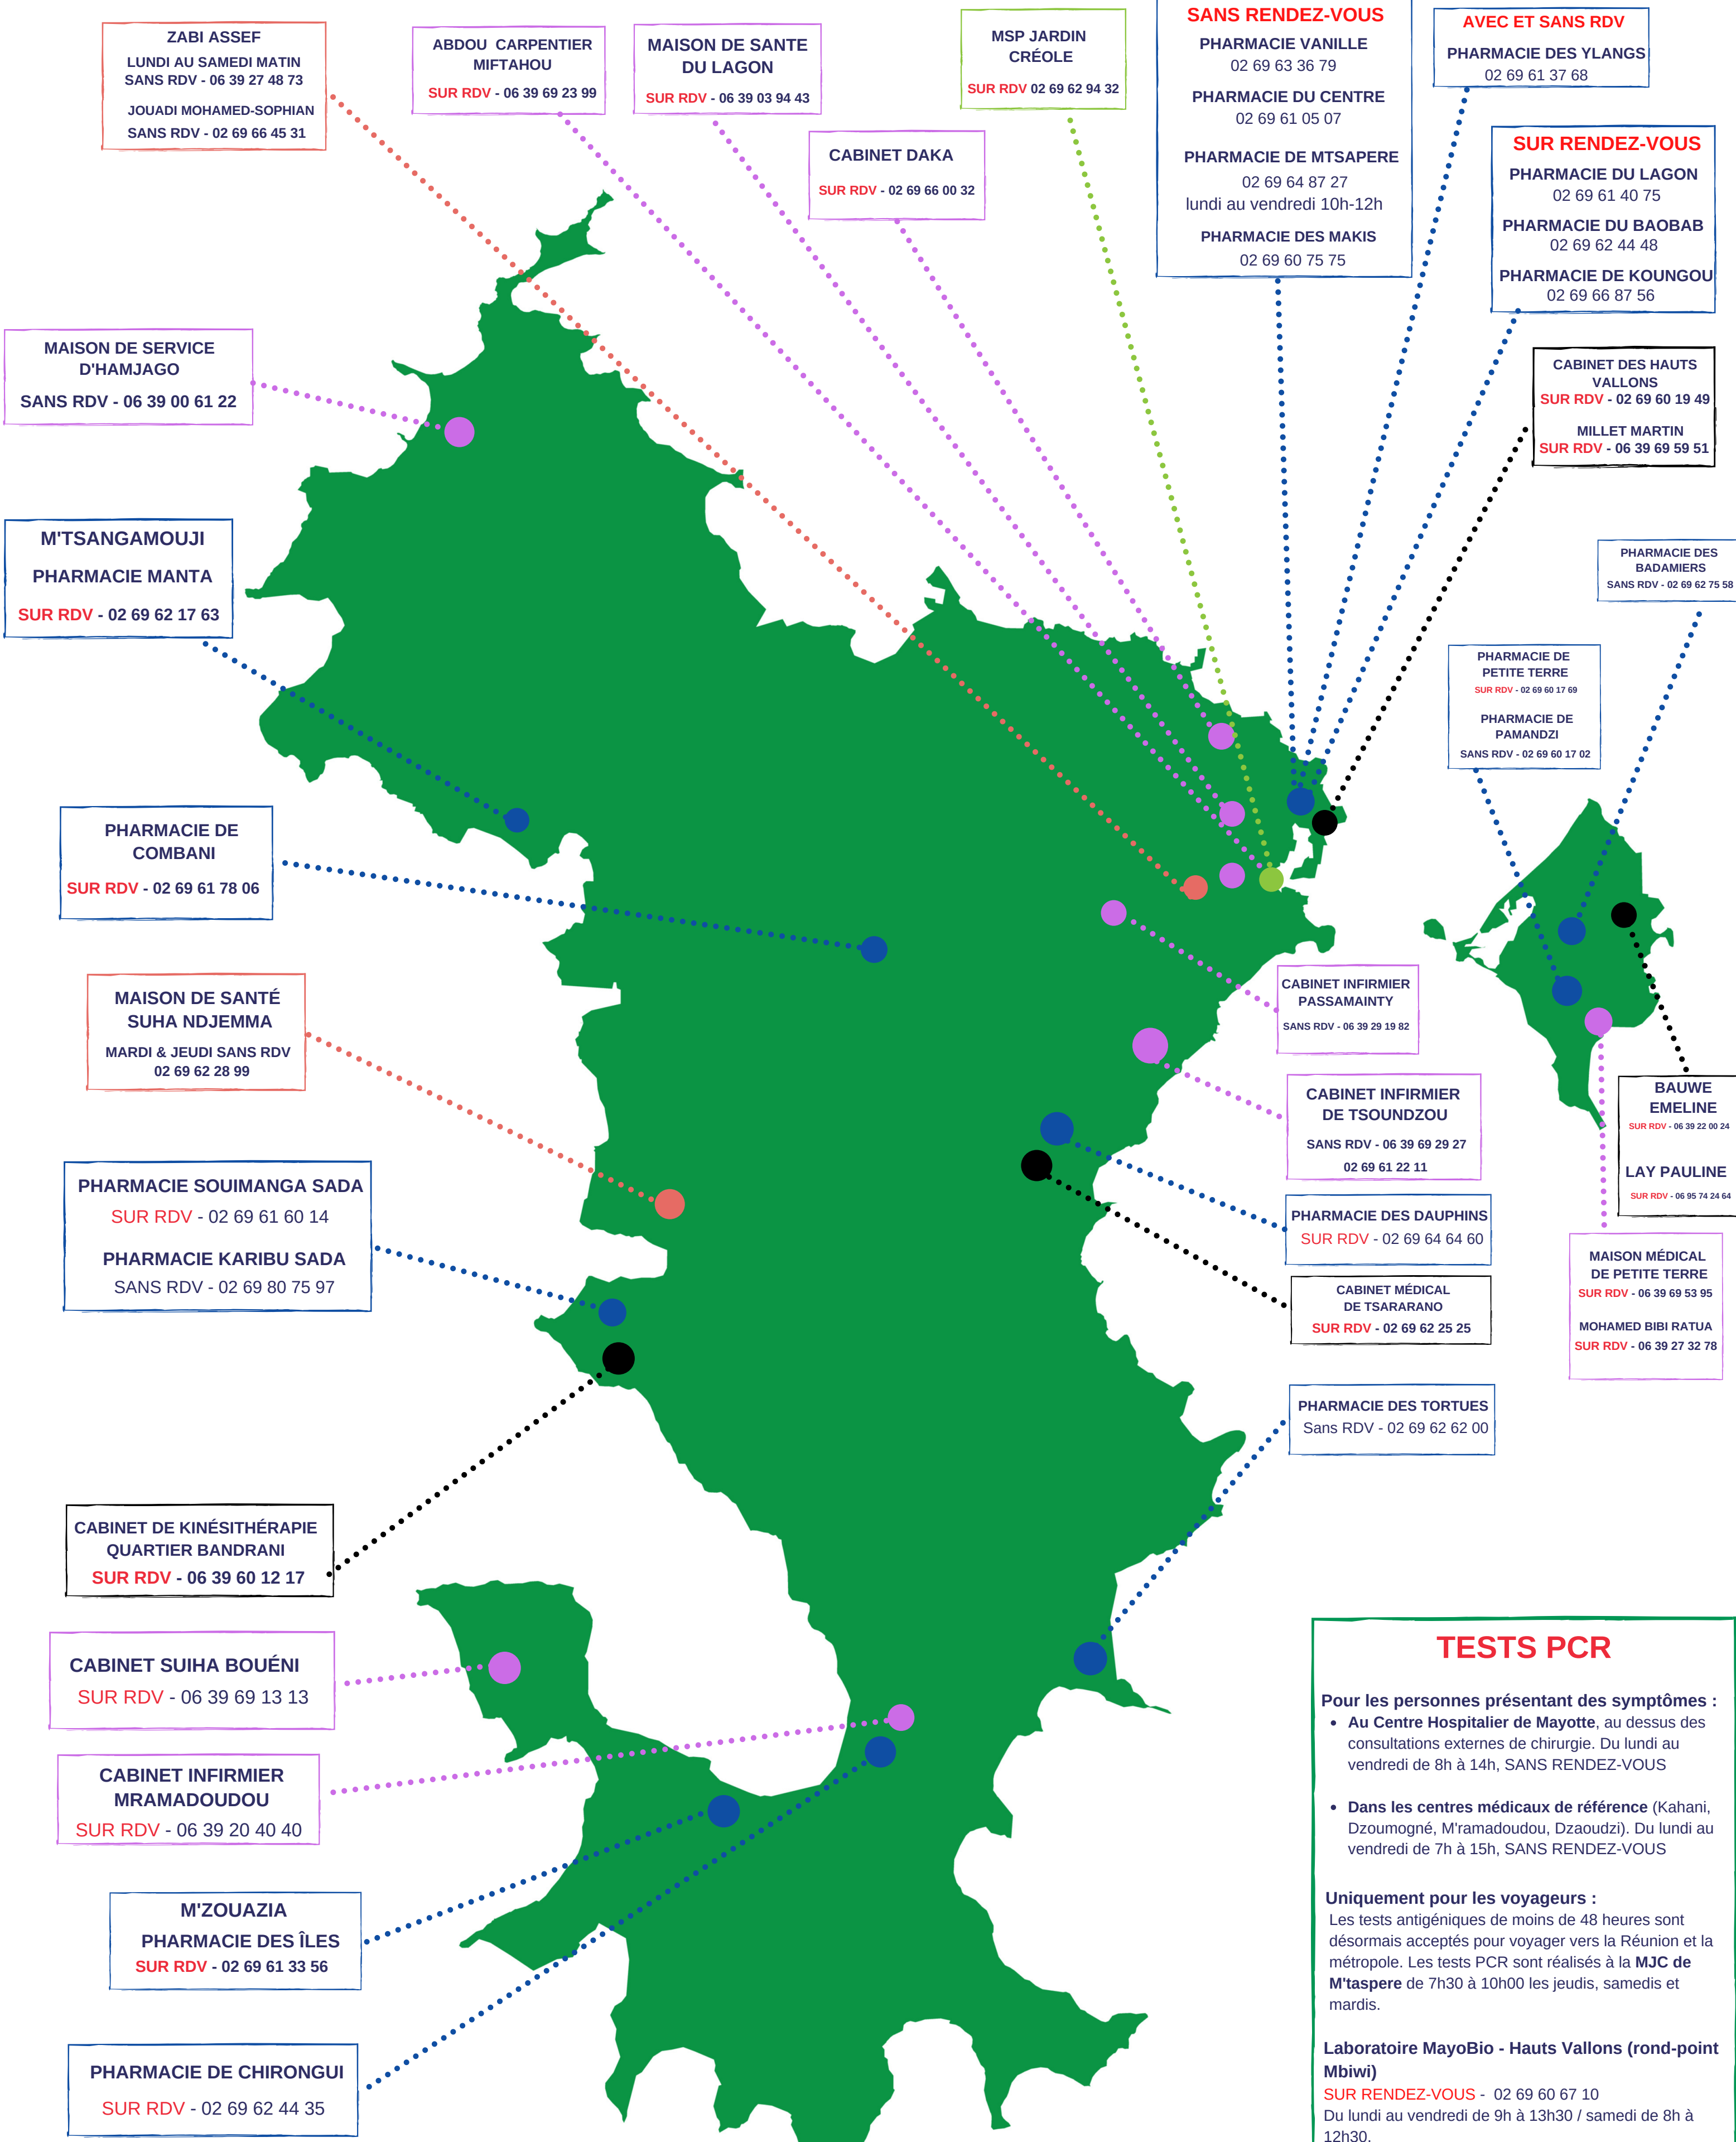 ZABI ASSEF
LUNDI AU SAMEDI MATIN
SANS RDV - 06 39 27 48 73
JOUADI MOHAMED-SOPHIAN
SANS RDV - 02 69 66 45 31
ABDOU CARPENTIER
MIFTAHOU
SUR RDV - 06 39 69 23 99
MAISON DE SANTE
DU LAGON
SUR RDV - 06 39 03 94 43
CABINET DAKA
SUR RDV - 02 69 66 00 32
MSP JARDIN
CRÉOLE
SUR RDV 02 69 62 94 32
SANS RENDEZ-VOUS
PHARMACIE VANILLE
02 69 63 36 79
PHARMACIE DU CENTRE
02 69 61 05 07
PHARMACIE DE MTSAPERE
02 69 64 87 27
lundi au vendredi 10h-12h
PHARMACIE DES MAKIS
02 69 60 75 75
AVEC ET SANS RDV
PHARMACIE DES YLANGS
02 69 61 37 68
SUR RENDEZ-VOUS
PHARMACIE DU LAGON
02 69 61 40 75
PHARMACIE DU BAOBAB
02 69 62 44 48
PHARMACIE DE KOUNGOU
02 69 66 87 56
CABINET DES HAUTS
VALLONS
SUR RDV - 02 69 60 19 49
MILLET MARTIN
SUR RDV - 06 39 69 59 51
MAISON DE SERVICE
D'HAMJAGO
SANS RDV - 06 39 00 61 22
M'TSANGAMOUJI
PHARMACIE MANTA
SUR RDV - 02 69 62 17 63
PHARMACIE DES
BADAMIERS
SANS RDV - 02 69 62 75 58
PHARMACIE DE
PETITE TERRE
SUR RDV - 02 69 60 17 69
PHARMACIE DE
PAMANDZI
SANS RDV - 02 69 60 17 02
PHARMACIE DE
COMBANI
SUR RDV - 02 69 61 78 06
MAISON DE SANTÉ
SUHA NDJEMMA
MARDI & JEUDI SANS RDV
02 69 62 28 99
CABINET INFIRMIER
PASSAMAINTY
SANS RDV - 06 39 29 19 82
CABINET INFIRMIER
DE TSOUNDZOU
SANS RDV - 06 39 69 29 27
02 69 61 22 11
BAUWE
EMELINE
SUR RDV - 06 39 22 00 24
LAY PAULINE
SUR RDV - 06 95 74 24 64
PHARMACIE SOUIMANGA SADA
SUR RDV - 02 69 61 60 14
PHARMACIE KARIBU SADA
SANS RDV - 02 69 80 75 97
PHARMACIE DES DAUPHINS
SUR RDV - 02 69 64 64 60
CABINET MÉDICAL
DE TSARARANO
SUR RDV - 02 69 62 25 25
MAISON MÉDICAL
DE PETITE TERRE
SUR RDV - 06 39 69 53 95
MOHAMED BIBI RATUA
SUR RDV - 06 39 27 32 78
PHARMACIE DES TORTUES
Sans RDV - 02 69 62 62 00
CABINET DE KINÉSITHÉRAPIE
QUARTIER BANDRANI
SUR RDV - 06 39 60 12 17
CABINET SUIHA BOUÉNI
SUR RDV - 06 39 69 13 13
CABINET INFIRMIER
MRAMADOUDOU
SUR RDV - 06 39 20 40 40
M'ZOUAZIA
PHARMACIE DES ÎLES
SUR RDV - 02 69 61 33 56
PHARMACIE DE CHIRONGUI
SUR RDV - 02 69 62 44 35
TESTS PCR
Pour les personnes présentant des symptômes :
• Au Centre Hospitalier de Mayotte, au dessus des
consultations externes de chirurgie. Du lundi au
vendredi de 8h à 14h, SANS RENDEZ-VOUS
• Dans les centres médicaux de référence (Kahani,
Dzoumogné, M'ramadoudou, Dzaoudzi). Du lundi au
vendredi de 7h à 15h, SANS RENDEZ-VOUS
Uniquement pour les voyageurs :
Les tests antigéniques de moins de 48 heures sont
désormais acceptés pour voyager vers la Réunion et la
métropole. Les tests PCR sont réalisés à la MJC de
M'taspere de 7h30 à 10h00 les jeudis, samedis et
mardis.
Laboratoire MayoBio - Hauts Vallons (rond-point
Mbiwi)
SUR RENDEZ-VOUS - 02 69 60 67 10
Du lundi au vendredi de 9h à 13h30 / samedi de 8h à
12h30.